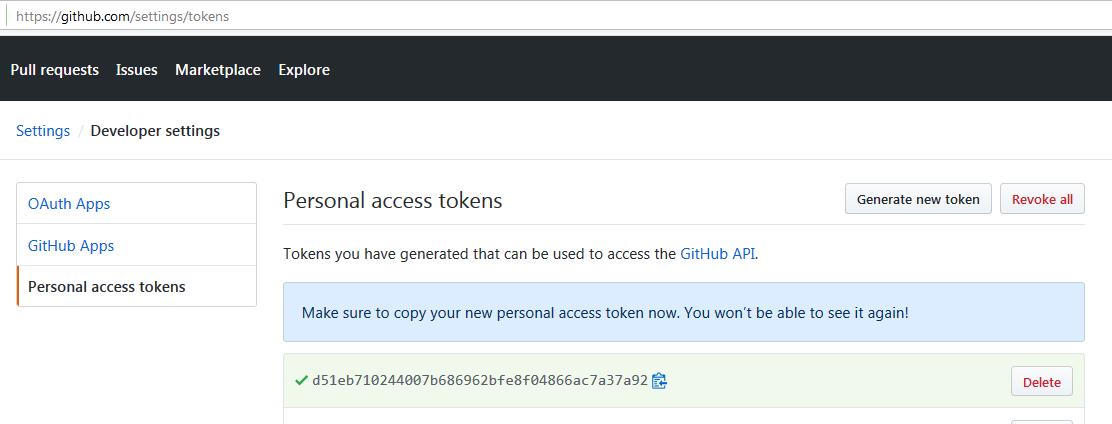 https://github.com/settings/tokens
Pull requests Issues Marketplace Explore
Settings / Developer settings
OAuth Apps
GitHub Apps
Personal access tokens
Personal access tokens
Generate new token
Revoke all
Tokens you have generated that can be used to access the GitHub API.
Make sure to copy your new personal access token now. You won’t be able to see it again!
d51eb710244007b686962bfe8f04866ac7a37a92
Delete